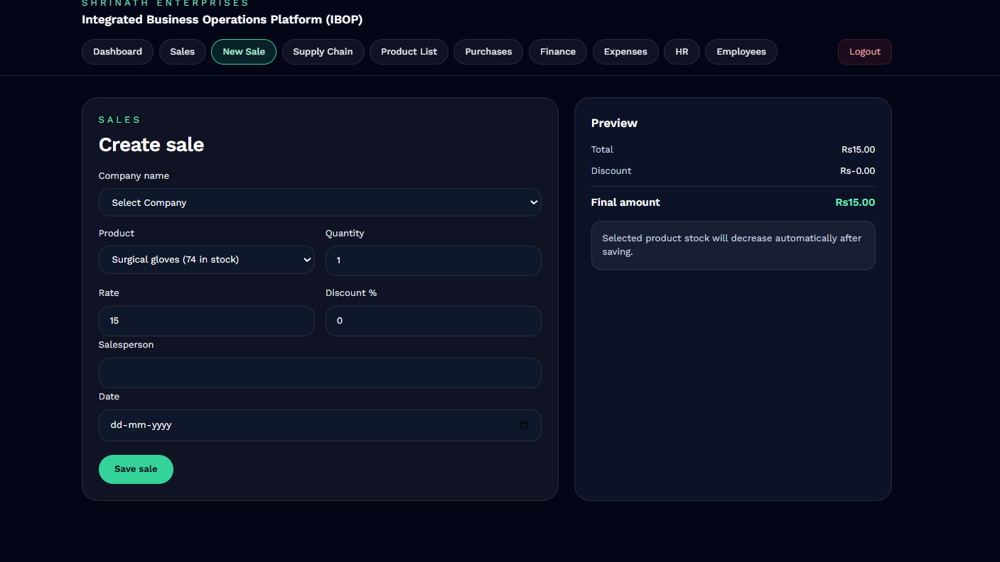 SHRINATH ENTERPRISES
Integrated Business Operations Platform (IBOP)
Dashboard Sales New Sale Supply Chain Product List Purchases Finance Expenses HR Employees Logout
SALES
Create sale
Company name
Select Company
Product Quantity
Surgical gloves (74 in stock) 1
Rate Discount %
15 0
Salesperson
Date
dd-mm-yyyy
Save sale
Preview
Total Rs15.00
Discount Rs-0.00
Final amount Rs15.00
Selected product stock will decrease automatically after
saving.